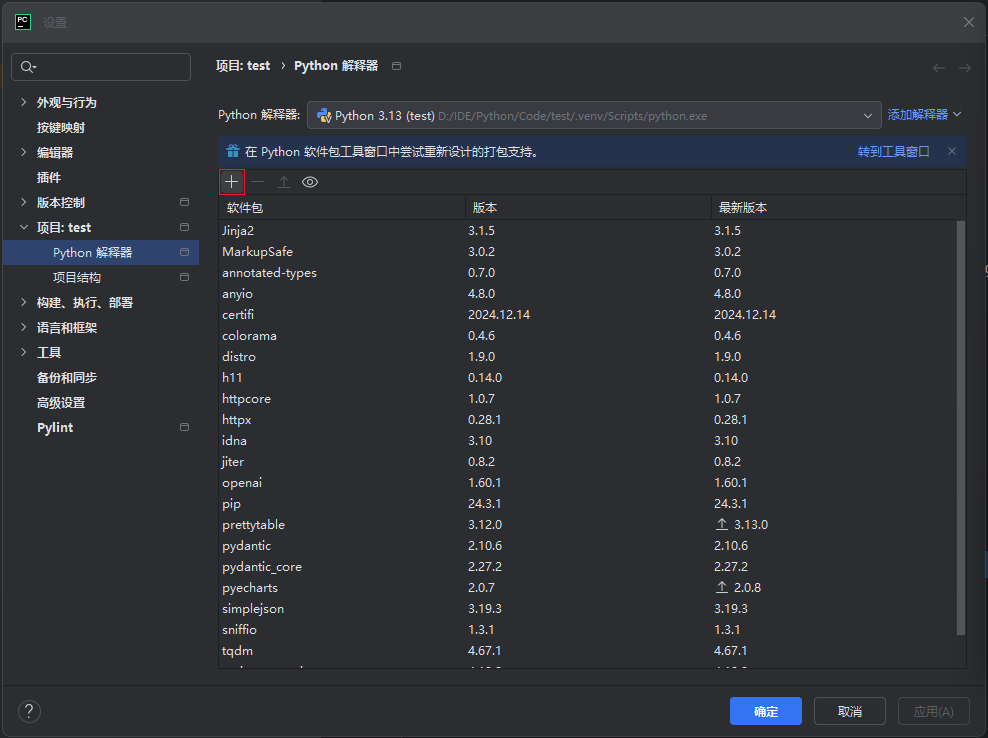 PC 设置
项目: test › Python 解释器
外观与行为
按键映射
编辑器
插件
版本控制
项目: test
Python 解释器
项目结构
构建、执行、部署
语言和框架
工具
备份和同步
高级设置
Pylint
Python 解释器: Python 3.13 (test) D:/IDE/Python/Code/test/.venv/Scripts/python.exe 添加解释器
在 Python 软件包工具窗口中尝试重新设计的打包支持。 转到工具窗口
软件包 版本 最新版本
Jinja2 3.1.5 3.1.5
MarkupSafe 3.0.2 3.0.2
annotated-types 0.7.0 0.7.0
anyio 4.8.0 4.8.0
certifi 2024.12.14 2024.12.14
colorama 0.4.6 0.4.6
distro 1.9.0 1.9.0
h11 0.14.0 0.14.0
httpcore 1.0.7 1.0.7
httpx 0.28.1 0.28.1
idna 3.10 3.10
jiter 0.8.2 0.8.2
openai 1.60.1 1.60.1
pip 24.3.1 24.3.1
prettytable 3.12.0 3.13.0
pydantic 2.10.6 2.10.6
pydantic_core 2.27.2 2.27.2
pyecharts 2.0.7 2.0.8
simplejson 3.19.3 3.19.3
sniffio 1.3.1 1.3.1
tqdm 4.67.1 4.67.1
? 确定 取消 应用(A)